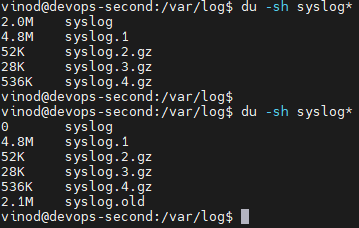 vinod@devops-second:/var/log$ du -sh syslog*
2.0M    syslog
4.8M    syslog.1
52K     syslog.2.gz
28K     syslog.3.gz
536K    syslog.4.gz
vinod@devops-second:/var/log$
vinod@devops-second:/var/log$ du -sh syslog*
0       syslog
4.8M    syslog.1
52K     syslog.2.gz
28K     syslog.3.gz
536K    syslog.4.gz
2.1M    syslog.old
vinod@devops-second:/var/log$